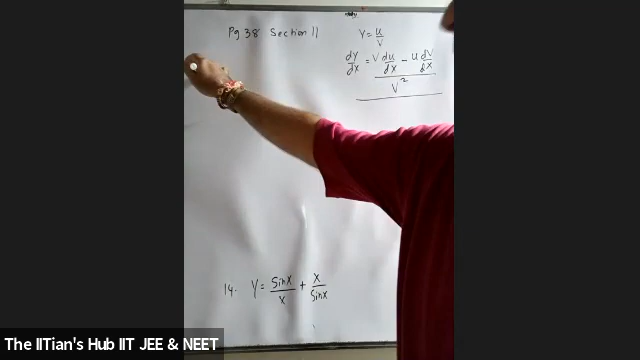 Pg 38 Section 11
Y = u/v
dy/dx = (v du/dx - u dv/dx) / v²
14. Y = sinx/x + x/sinx
The IITian's Hub IIT JEE & NEET